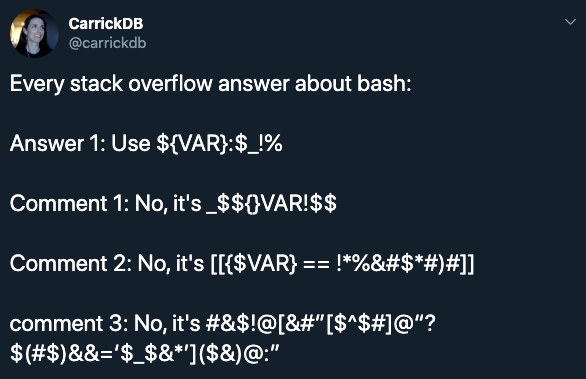 CarrickDB
@carrickdb
Every stack overflow answer about bash:
Answer 1: Use ${VAR}:$_!%
Comment 1: No, it's _$${}VAR!$$
Comment 2: No, it's [[{$VAR} == !*%&#$*#)#]]
comment 3: No, it's #&$!@[&#"[$^$#]@"?
$(#$)&&='$_$&*']($&)@:"